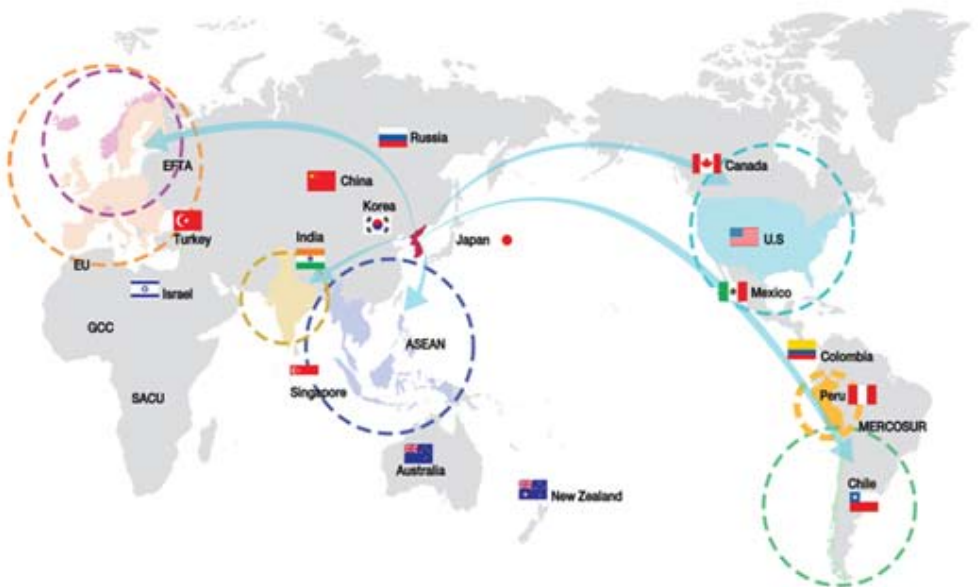 Russia
Canada
EFTA
China
Korea
Turkey
India
Japan
U.S
EU
Israel
Mexico
GCC
ASEAN
Colombia
Singapore
Peru
SACU
MERCOSUR
Australia
Chile
New Zealand